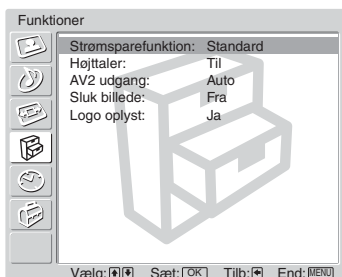 Funktioner
Strømsparefunktion: Standard
Højttaler: Til
AV2 udgang: Auto
Sluk billede: Fra
Logo oplyst: Ja
Vælg: Sæt: OK Tilb: End: MENU